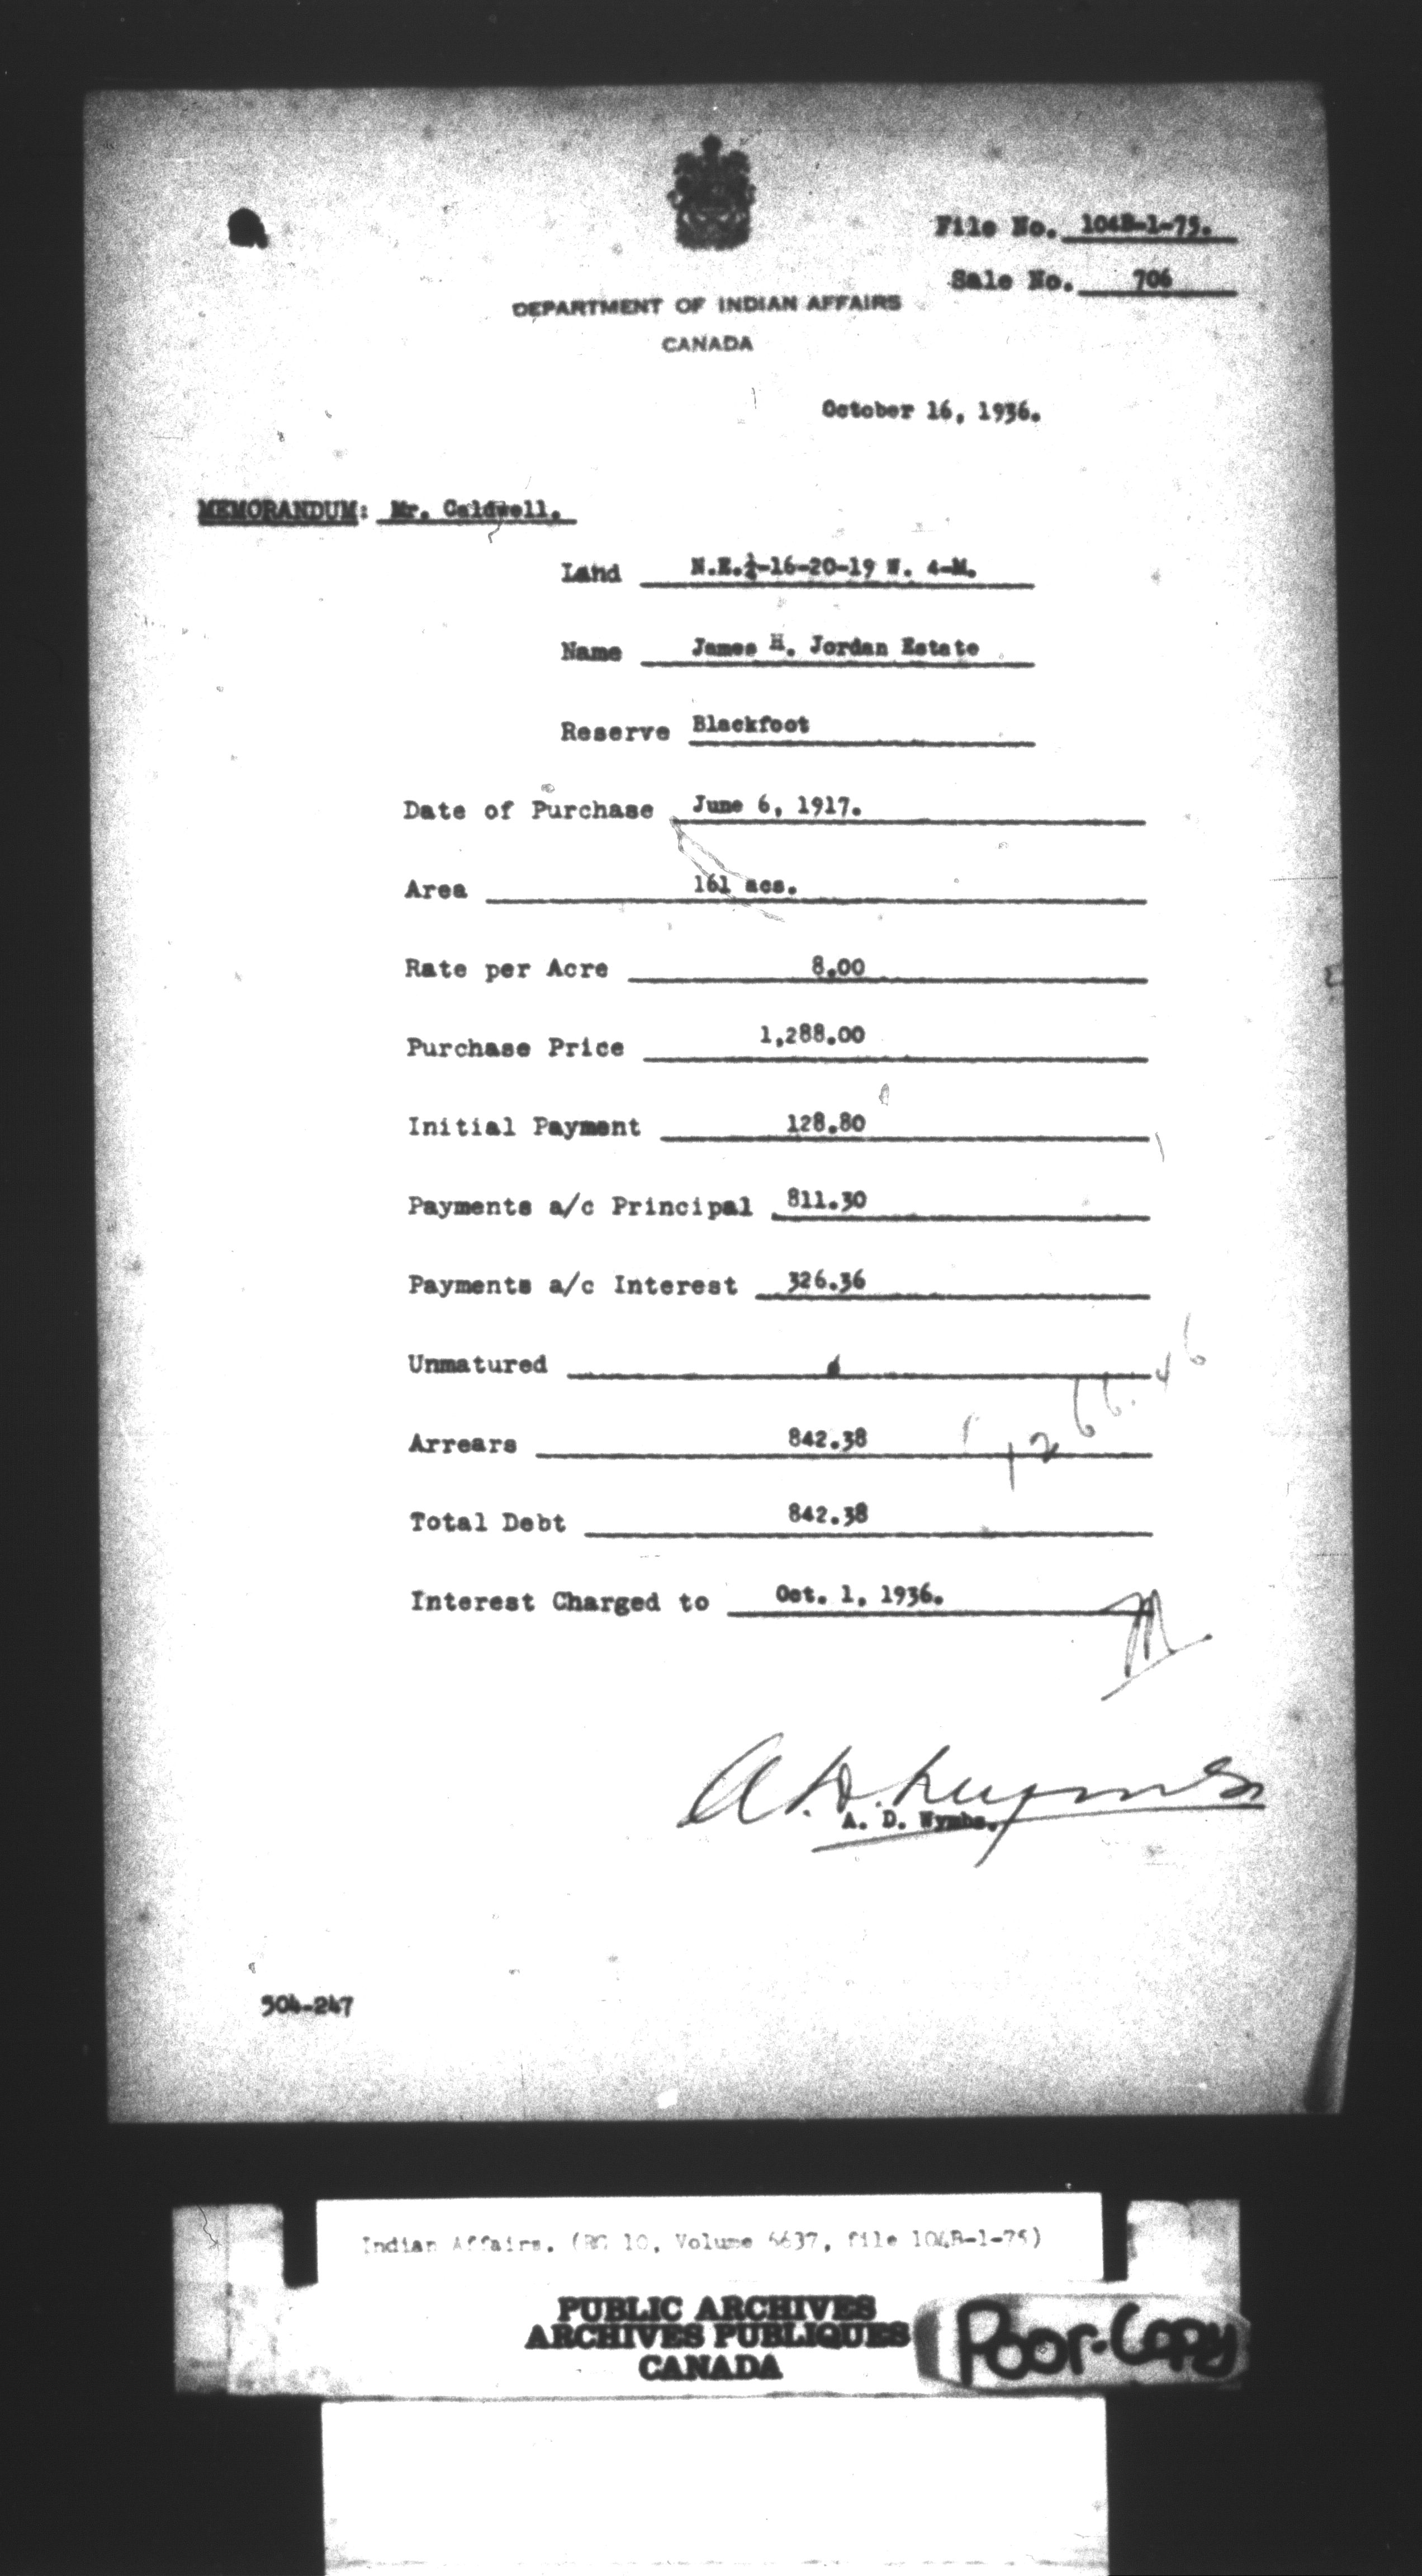 File No. 104B-1-75.
Sale No. 706
DEPARTMENT OF INDIAN AFFAIRS
CANADA
October 16, 1936.
MEMORANDUM: Mr. Caldwell.
Land N.E.¼-16-20-19 W. 4-M.
Name James H. Jordan Estate
Reserve Blackfoot
Date of Purchase June 6, 1917.
Area 161 acs.
Rate per Acre 8.00
Purchase Price 1,288.00
Initial Payment 128.80
Payments a/c Principal 811.30
Payments a/c Interest 326.36
Unmatured
Arrears 842.38
1266.46
Total Debt 842.38
Interest Charged to Oct. 1, 1936.
A. D. Wymbs
A. D. Wymbs.
504-247
Indian Affairs. (RG 10, Volume 6637, file 104B-1-75)
PUBLIC ARCHIVES
ARCHIVES PUBLIQUES
CANADA
Poor-Copy